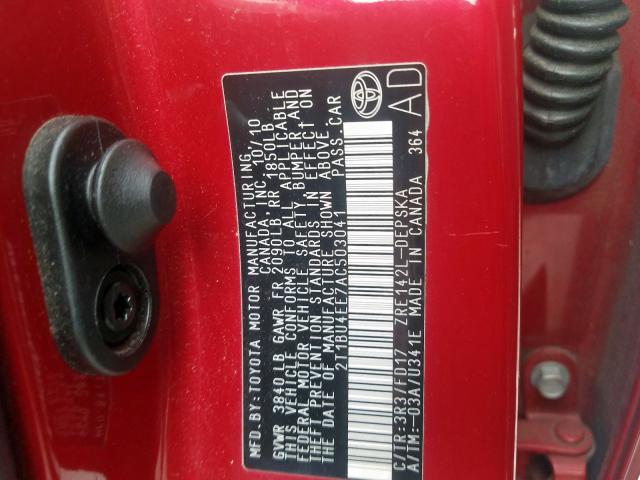 MFD.BY:TOYOTA MOTOR MANUFACTURING
CANADA,INC. 10/10
GVWR 3840 LB GAWR FR 2090LB RR 1850LB
THIS VEHICLE CONFORMS TO ALL APPLICABLE
FEDERAL MOTOR VEHICLE SAFETY, BUMPER, AND
THEFT PREVENTION STANDARDS IN EFFECT ON
THE DATE OF MANUFACTURE SHOWN ABOVE.
2T1BU4EE7AC503041 PASS.CAR
C/TR:3R3/FD17 ZRE142L-DEPSKA
A/TM:-03A/U341E MADE IN CANADA 364
AD